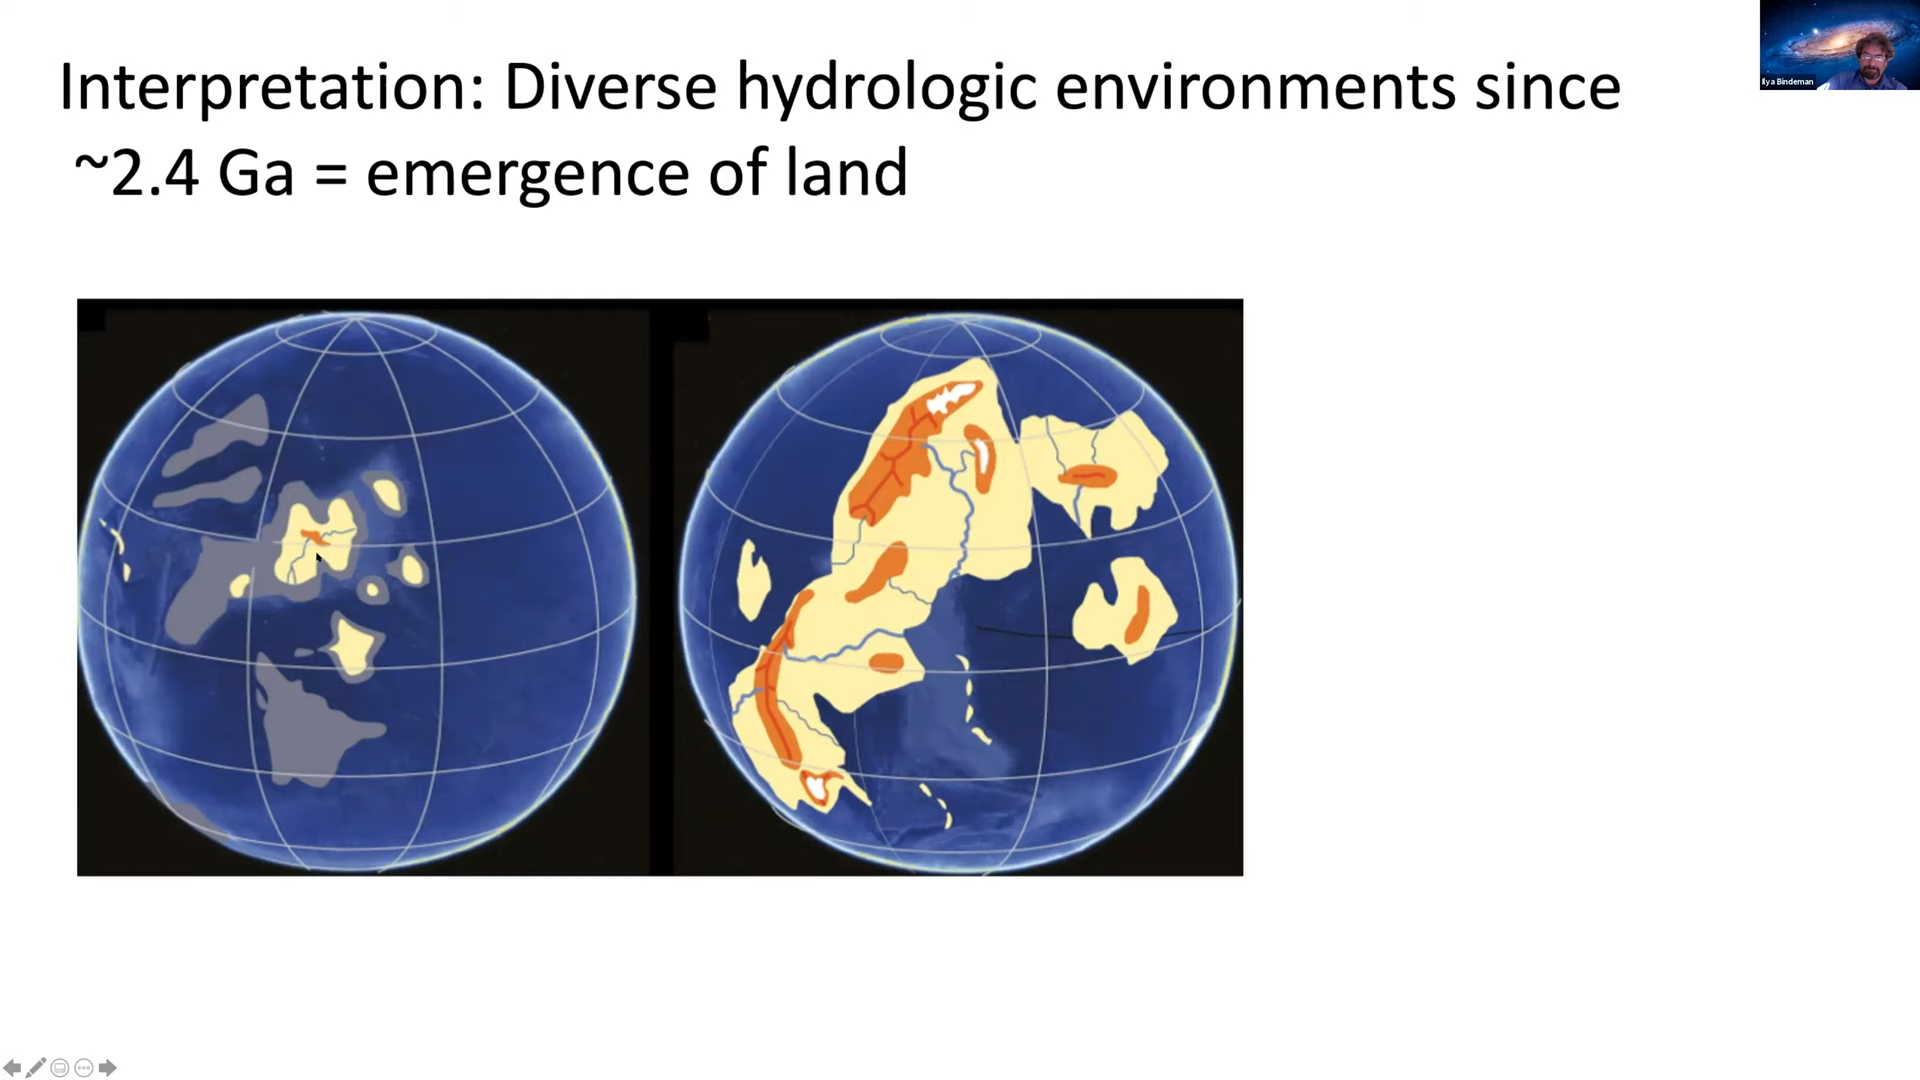 Interpretation: Diverse hydrologic environments since
~2.4 Ga = emergence of land
Ilya Bindeman